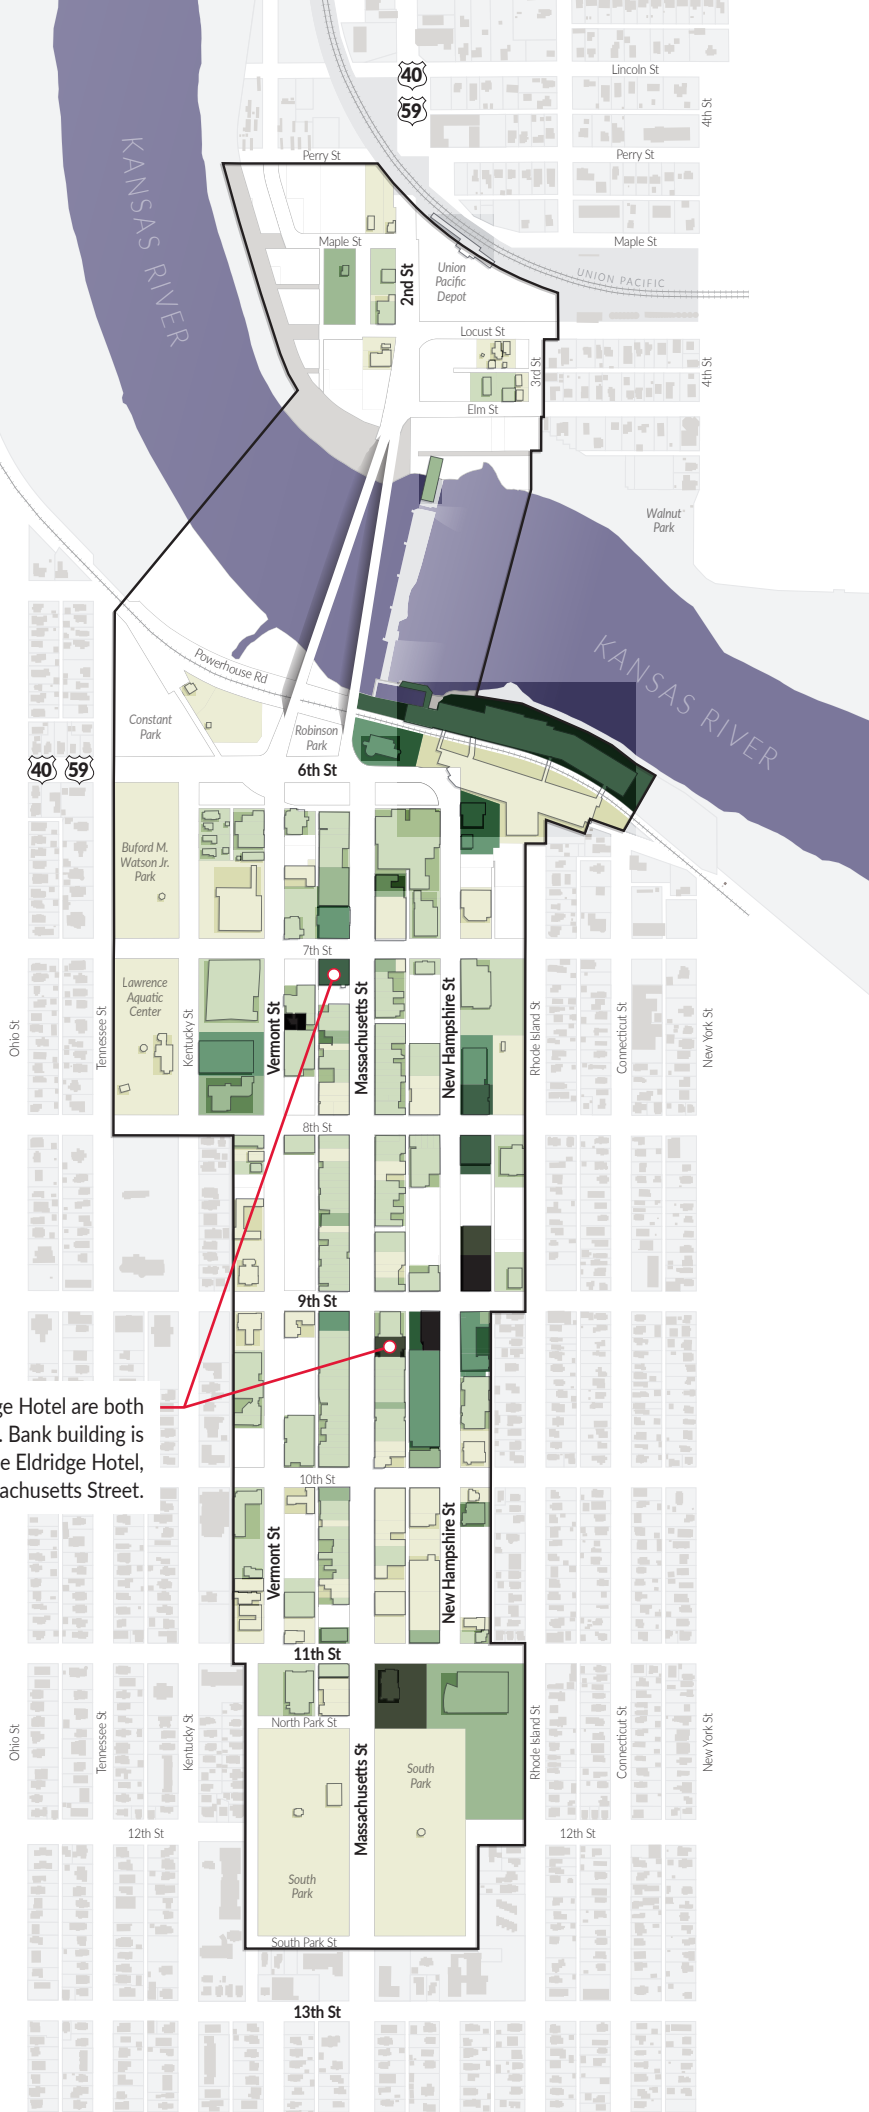 Lincoln St
40
59
4th St
Perry St
Perry St
KANSAS RIVER
Maple St
Maple St
2nd St
Union
Pacific
Depot
UNION PACIFIC
Locust St
3rd St
4th St
Elm St
Walnut
Park
KANSAS RIVER
Powerhouse Rd
Constant
Park
Robinson
Park
40 59
6th St
Buford M.
Watson Jr.
Park
7th St
Lawrence
Aquatic
Center
Ohio St
Tennessee St
Kentucky St
Vermont St
Massachusetts St
New Hampshire St
Rhode Island St
Connecticut St
New York St
8th St
9th St
ge Hotel are both
. Bank building is
e Eldridge Hotel,
achusetts Street.
10th St
Vermont St
New Hampshire St
11th St
North Park St
Ohio St
Tennessee St
Kentucky St
Massachusetts St
South
Park
Rhode Island St
Connecticut St
New York St
12th St
12th St
South
Park
South Park St
13th St